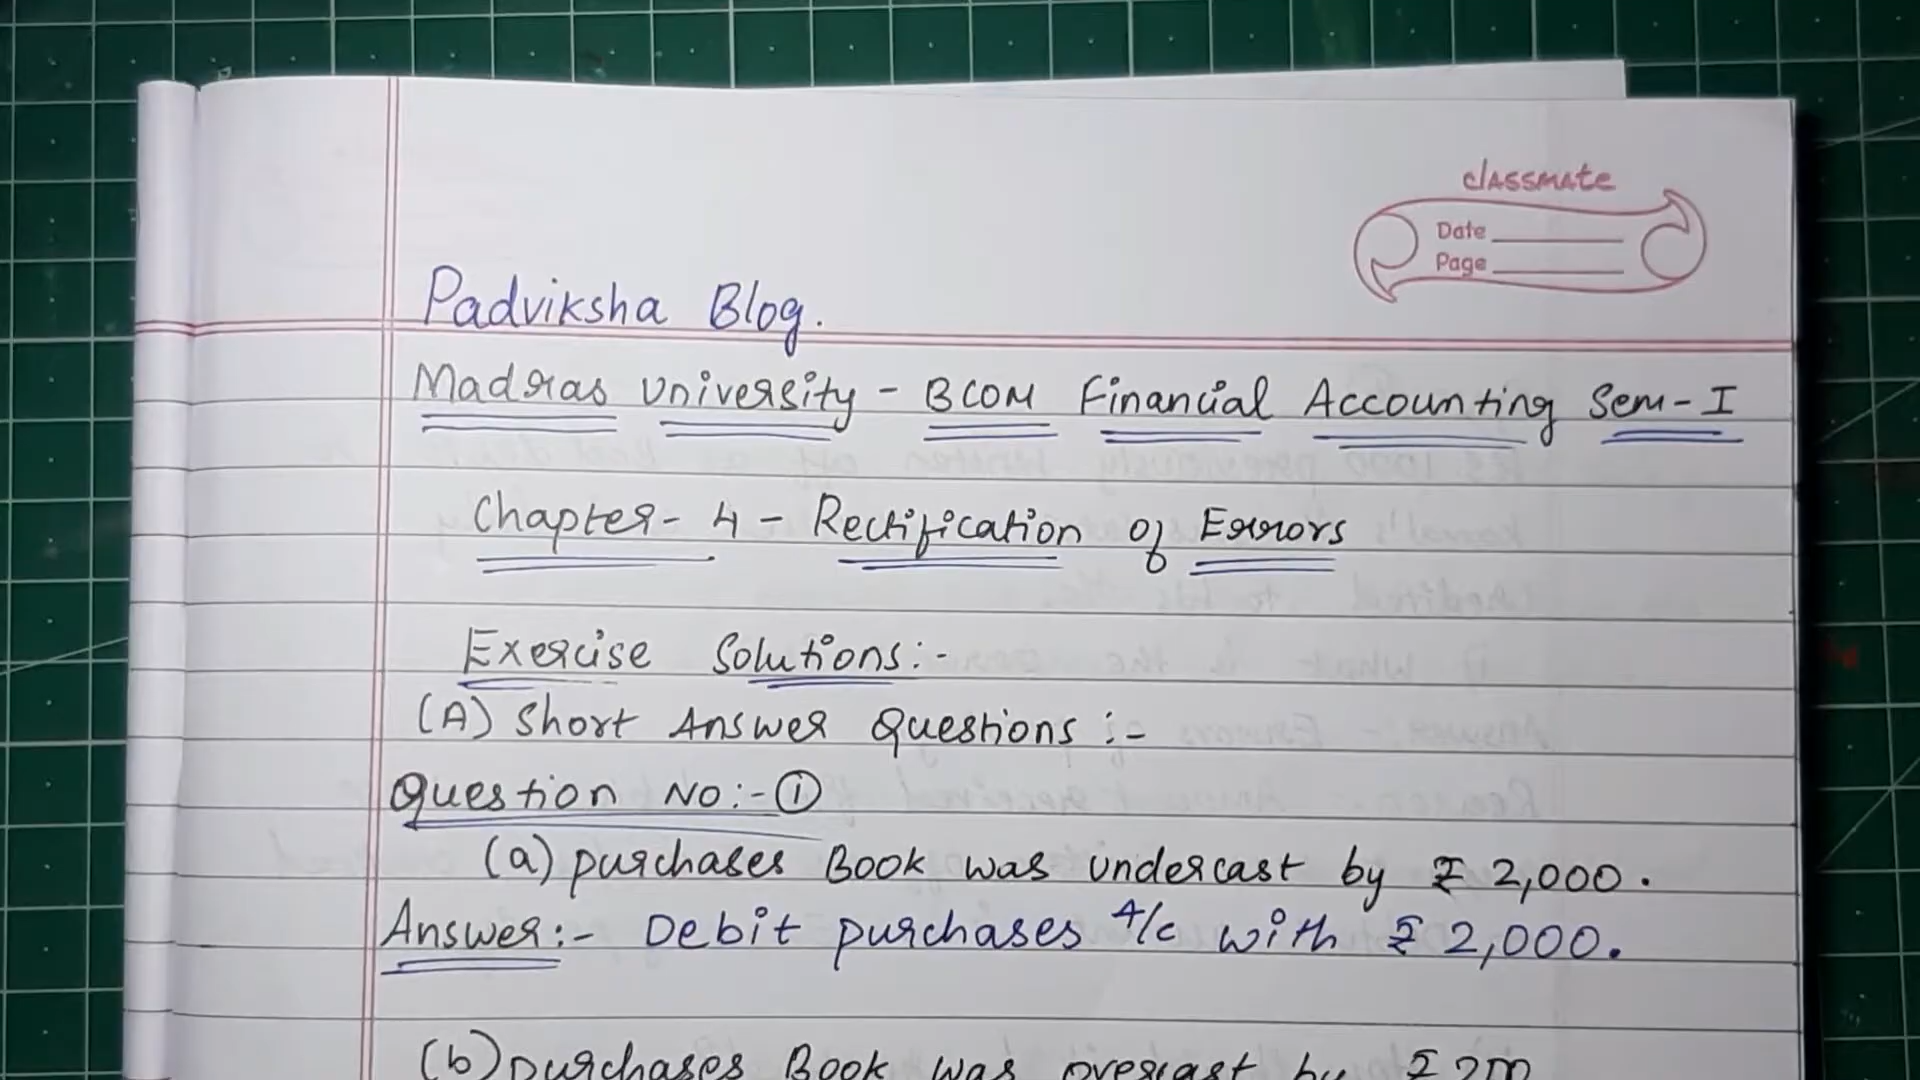 classmate
Date
Page
Padviksha Blog.
Madras University - BCOM Financial Accounting Sem-I
Chapter- 4 - Rectification of Errors
Exercise Solutions:-
(A) Short Answer Questions :-
Question No:- ①
(a) purchases Book was undercast by ₹ 2,000.
Answer:- Debit purchases A/c with ₹ 2,000.
(b) purchases Book was overcast by ₹ 200